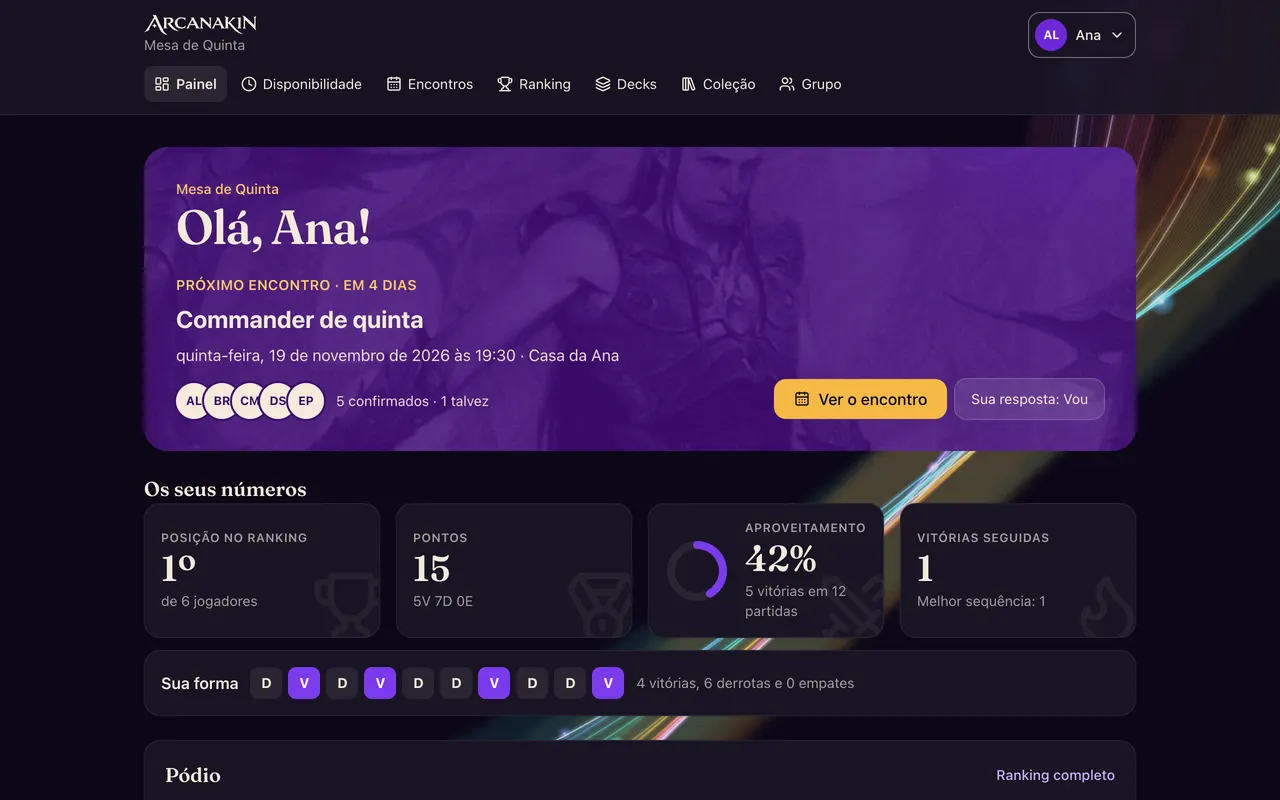 ARCANAKIN
Mesa de Quinta
AL Ana
Painel Disponibilidade Encontros Ranking Decks Coleção Grupo
Mesa de Quinta
Olá, Ana!
PRÓXIMO ENCONTRO · EM 4 DIAS
Commander de quinta
quinta-feira, 19 de novembro de 2026 às 19:30 · Casa da Ana
AL BR CM DS EP 5 confirmados · 1 talvez
Ver o encontro
Sua resposta: Vou
Os seus números
POSIÇÃO NO RANKING
1º
de 6 jogadores
PONTOS
15
5V 7D 0E
APROVEITAMENTO
42%
5 vitórias em 12
partidas
VITÓRIAS SEGUIDAS
1
Melhor sequência: 1
Sua forma D V D V D D V D D V 4 vitórias, 6 derrotas e 0 empates
Pódio
Ranking completo